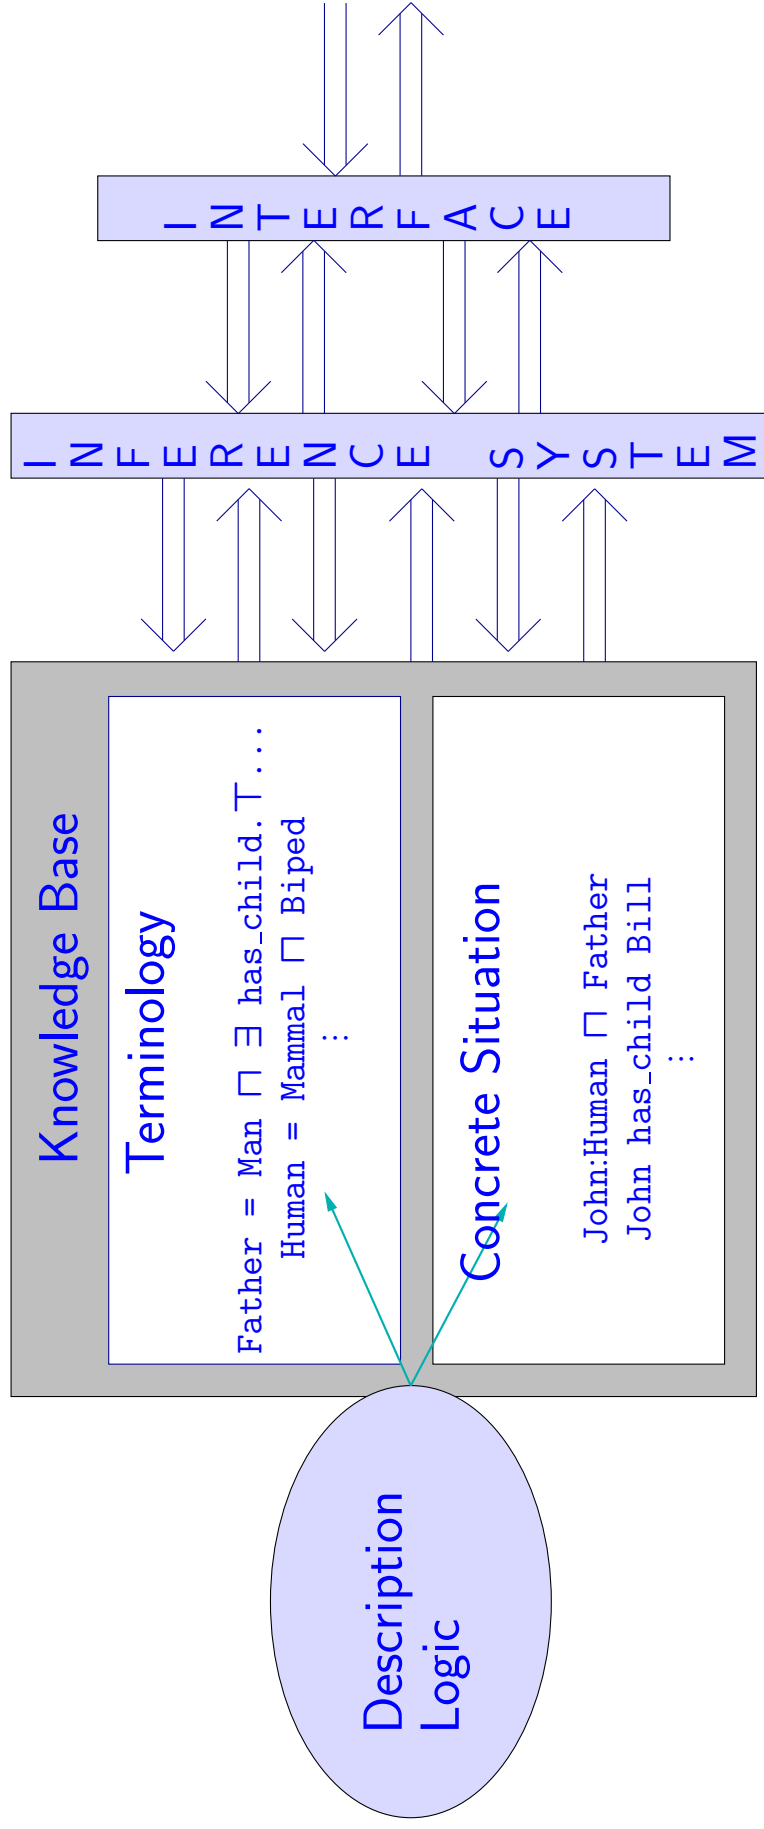 Knowledge Base
Terminology
Father = Man ⊓ ∃ has_child.⊤....
Human = Mammal ⊓ Biped
⋮
Concrete Situation
John:Human ⊓ Father
John has_child Bill
⋮
Description
Logic
INFERENCE SYSTEM
INTERFACE